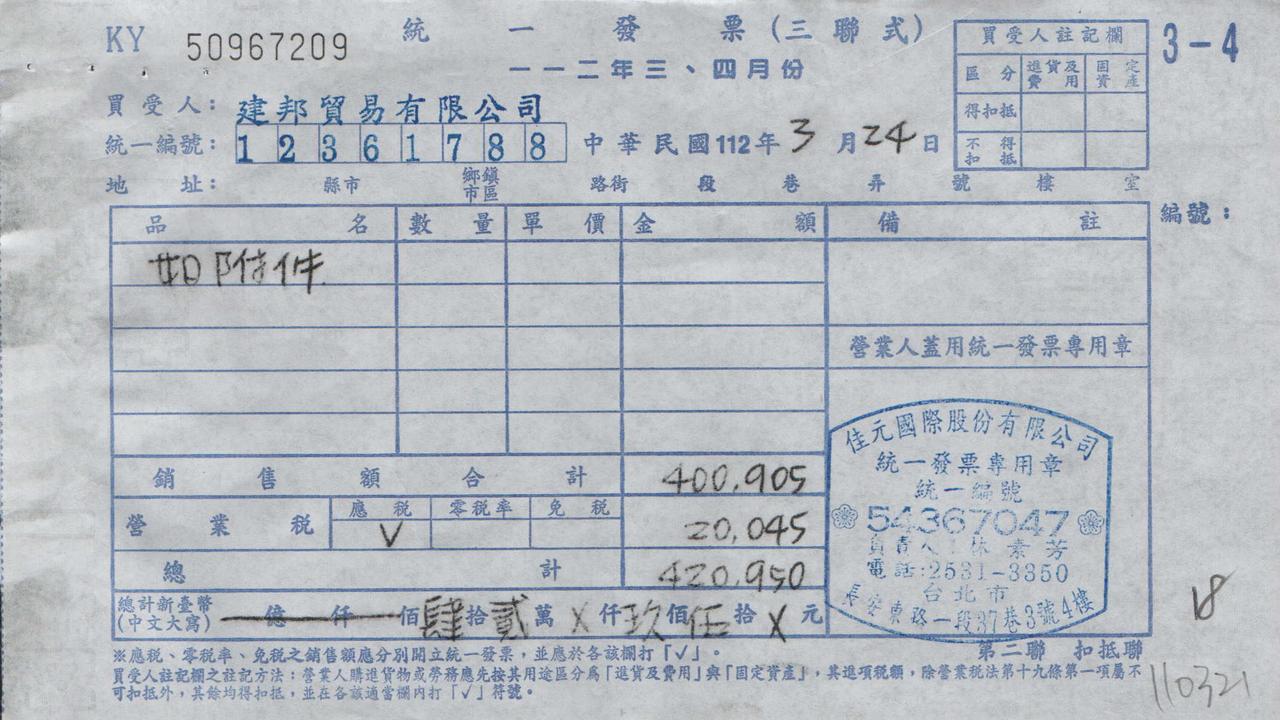 KY 50967209
統一發票(三聯式)
一一二年三、四月份
3-4
買受人註記欄
區分 進貨及費用 固定資產
得扣抵
不得扣抵
買受人:建邦貿易有限公司
統一編號:12361788
中華民國112年3月24日
地址: 縣市 鄉鎮市區 路街 段 巷 弄 號 樓 室
編號:
品名 數量 單價 金額 備註
如附件
營業人蓋用統一發票專用章
銷售額合計 400,905
營業稅 應稅 零稅率 免稅
V 20,045
總計 420,950
總計新臺幣(中文大寫) 億仟佰肆拾貳萬X仟玖佰伍拾X元
佳元國際股份有限公司
統一發票專用章
統一編號
54367047
負責人:林素芳
電話:2531-3350
台北市
長安東路一段37巷3號4樓
18
第二聯 扣抵聯
※應稅、零稅率、免稅之銷售額應分別開立統一發票,並應於各該欄打「√」。
買受人註記欄之註記方法:營業人購進貨物或勞務應先按其用途區分為「進貨及費用」與「固定資產」,其進項稅額,除營業稅法第十九條第一項屬不
可扣抵外,其餘均得扣抵,並在各該適當欄內打「√」符號。
110321